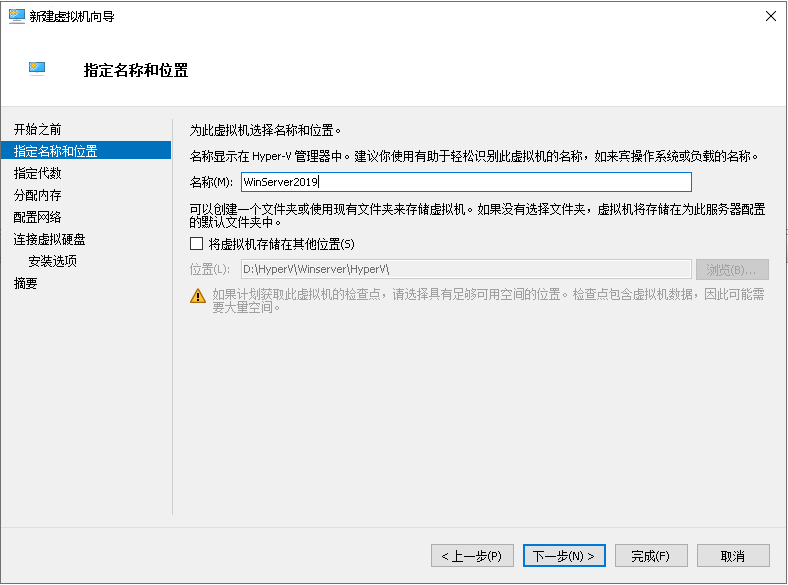 新建虚拟机向导
指定名称和位置
开始之前
指定名称和位置
指定代数
分配内存
配置网络
连接虚拟硬盘
安装选项
摘要
为此虚拟机选择名称和位置。
名称显示在 Hyper-V 管理器中。建议你使用有助于轻松识别此虚拟机的名称，如来宾操作系统或负载的名称。
名称(M): WinServer2019
可以创建一个文件夹或使用现有文件夹来存储虚拟机。如果没有选择文件夹，虚拟机将存储在为此服务器配置
的默认文件夹中。
将虚拟机存储在其他位置(S)
位置(L): D:\HyperV\Winserver\HyperV\ 浏览(B)...
如果计划获取此虚拟机的检查点，请选择具有足够可用空间的位置。检查点包含虚拟机数据，因此可能需
要大量空间。
< 上一步(P) 下一步(N) > 完成(F) 取消